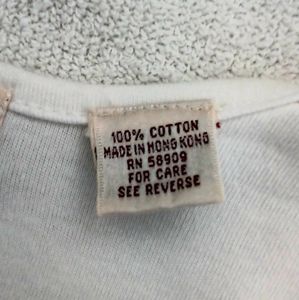 100% COTTON
MADE IN HONG KONG
RN 58909
FOR CARE
SEE REVERSE